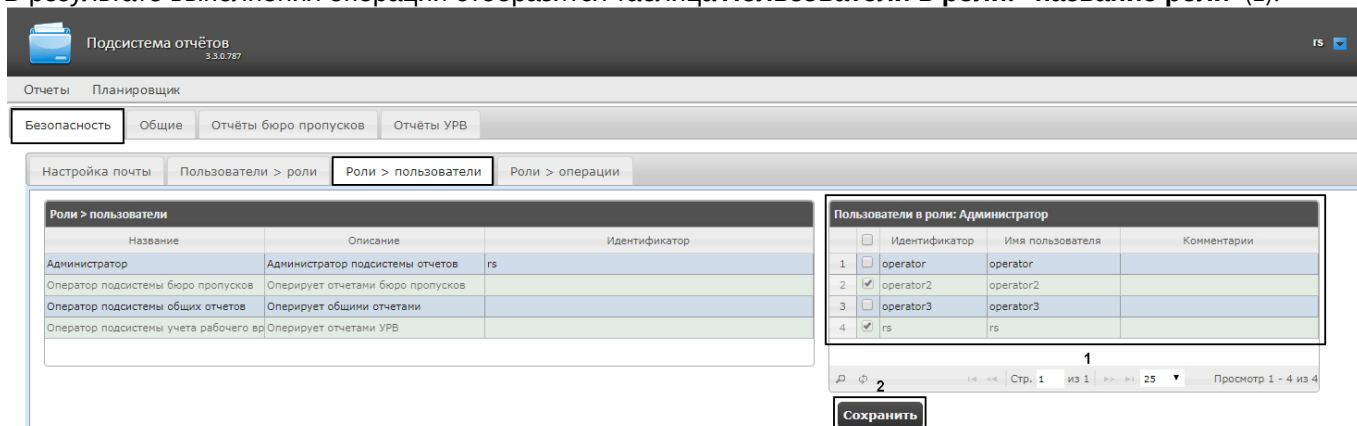 В результате выполнения операции отобразится таблица Пользователи в роли: "название роли" (1).
Подсистема отчётов
3.3.0.787
rs
Отчеты Планировщик
Безопасность Общие Отчёты бюро пропусков Отчёты УРВ
Настройка почты Пользователи > роли Роли > пользователи Роли > операции
Роли > пользователи
Название Описание Идентификатор
Администратор Администратор подсистемы отчетов rs
Оператор подсистемы бюро пропусков Оперирует отчетами бюро пропусков
Оператор подсистемы общих отчетов Оперирует общими отчетами
Оператор подсистемы учета рабочего вр Оперирует отчетами УРВ
Пользователи в роли: Администратор
Идентификатор Имя пользователя Комментарии
1 operator operator
2 operator2 operator2
3 operator3 operator3
4 rs rs
1
Стр. 1 из 1 25 Просмотр 1 - 4 из 4
2
Сохранить